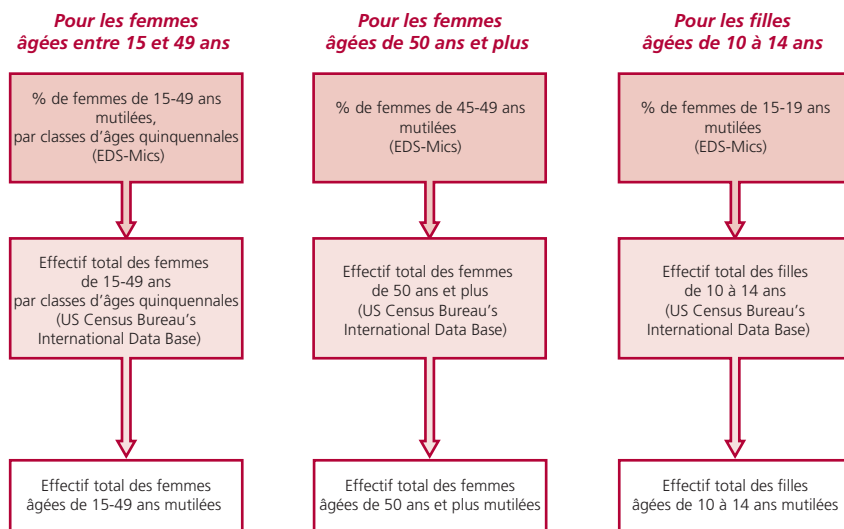 Pour les femmes
âgées entre 15 et 49 ans
% de femmes de 15-49 ans
mutilées,
par classes d’âges quinquennales
(EDS-Mics)
Effectif total des femmes
de 15-49 ans
par classes d’âges quinquennales
(US Census Bureau’s
International Data Base)
Effectif total des femmes
âgées de 15-49 ans mutilées
Pour les femmes
âgées de 50 ans et plus
% de femmes de 45-49 ans
mutilées
(EDS-Mics)
Effectif total des femmes
de 50 ans et plus
(US Census Bureau’s
International Data Base)
Effectif total des femmes
âgées de 50 ans et plus mutilées
Pour les filles
âgées de 10 à 14 ans
% de femmes de 15-19 ans
mutilées
(EDS-Mics)
Effectif total des filles
de 10 à 14 ans
(US Census Bureau’s
International Data Base)
Effectif total des filles
âgées de 10 à 14 ans mutilées